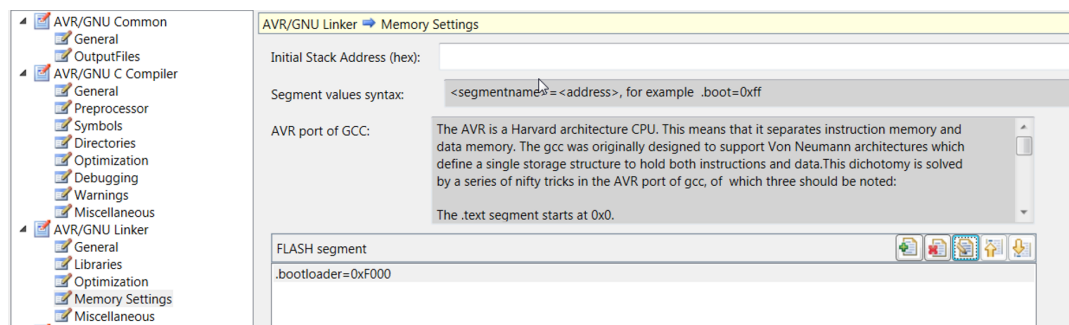 AVR/GNU Common
General
OutputFiles
AVR/GNU C Compiler
General
Preprocessor
Symbols
Directories
Optimization
Debugging
Warnings
Miscellaneous
AVR/GNU Linker
General
Libraries
Optimization
Memory Settings
Miscellaneous
AVR/GNU Linker Memory Settings
Initial Stack Address (hex):
Segment values syntax:
<segmentname>=<address>, for example .boot=0xff
AVR port of GCC:
The AVR is a Harvard architecture CPU. This means that it separates instruction memory and
data memory. The gcc was originally designed to support Von Neumann architectures which
define a single storage structure to hold both instructions and data.This dichotomy is solved
by a series of nifty tricks in the AVR port of gcc, of which three should be noted:
The .text segment starts at 0x0.
FLASH segment
.bootloader=0xF000